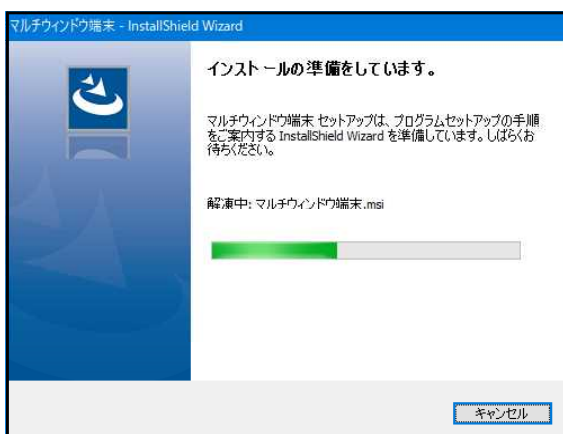 マルチウィンドウ端末 - InstallShield Wizard
インストールの準備をしています。
マルチウィンドウ端末 セットアップは、プログラムセットアップの手順
をご案内する InstallShield Wizard を準備しています。しばらくお
待ちください。
解凍中: マルチウィンドウ端末.msi
キャンセル